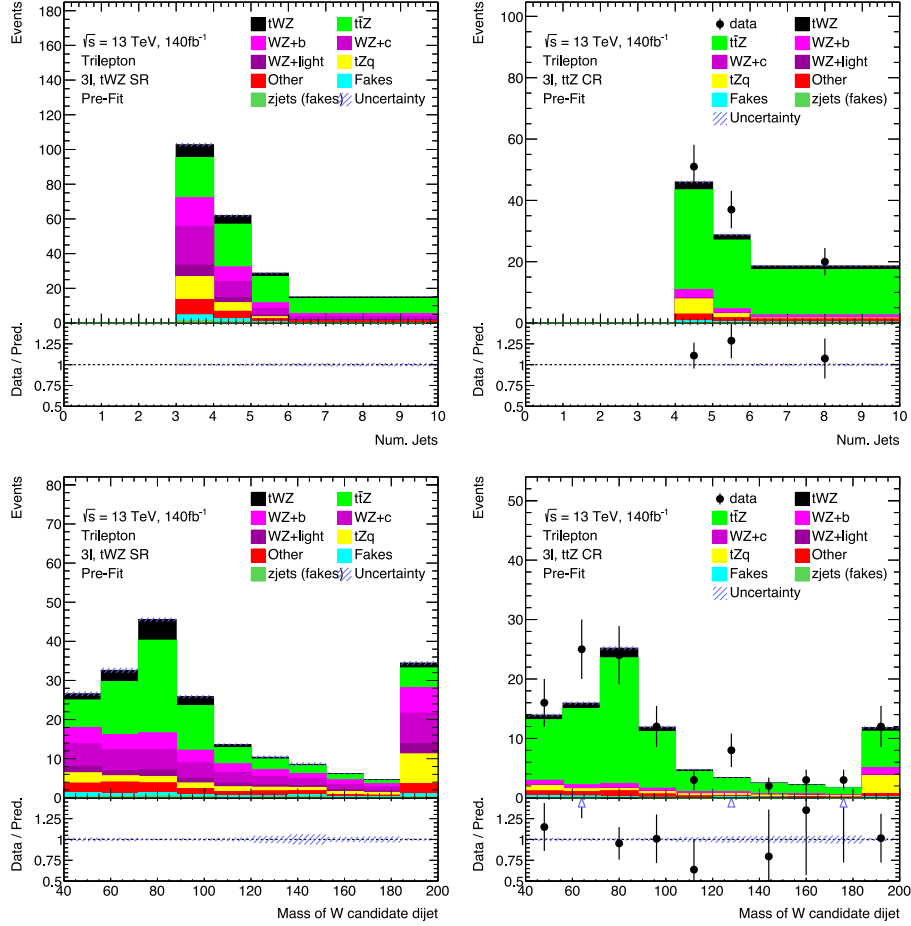 Events
180
160
140
120
100
80
60
40
20
0
√s = 13 TeV, 140fb⁻¹
Trilepton
3l, tWZ SR
Pre-Fit
tWZ tt̄Z
WZ+b WZ+c
WZ+light tZq
Other Fakes
zjets (fakes) Uncertainty
Data / Pred.
1.25
1
0.75
0.5
0 1 2 3 4 5 6 7 8 9 10
Num. Jets
Events
100
80
60
40
20
0
√s = 13 TeV, 140fb⁻¹
Trilepton
3l, ttZ CR
Pre-Fit
data tWZ
tt̄Z WZ+b
WZ+c WZ+light
tZq Other
Fakes zjets (fakes)
Uncertainty
Data / Pred.
1.25
1
0.75
0.5
0 1 2 3 4 5 6 7 8 9 10
Num. Jets
Events
80
70
60
50
40
30
20
10
0
√s = 13 TeV, 140fb⁻¹
Trilepton
3l, tWZ SR
Pre-Fit
tWZ tt̄Z
WZ+b WZ+c
WZ+light tZq
Other Fakes
zjets (fakes) Uncertainty
Data / Pred.
1.25
1
0.75
0.5
40 60 80 100 120 140 160 180 200
Mass of W candidate dijet
Events
50
40
30
20
10
0
√s = 13 TeV, 140fb⁻¹
Trilepton
3l, ttZ CR
Pre-Fit
data tWZ
tt̄Z WZ+b
WZ+c WZ+light
tZq Other
Fakes zjets (fakes)
Uncertainty
Data / Pred.
1.25
1
0.75
0.5
40 60 80 100 120 140 160 180 200
Mass of W candidate dijet